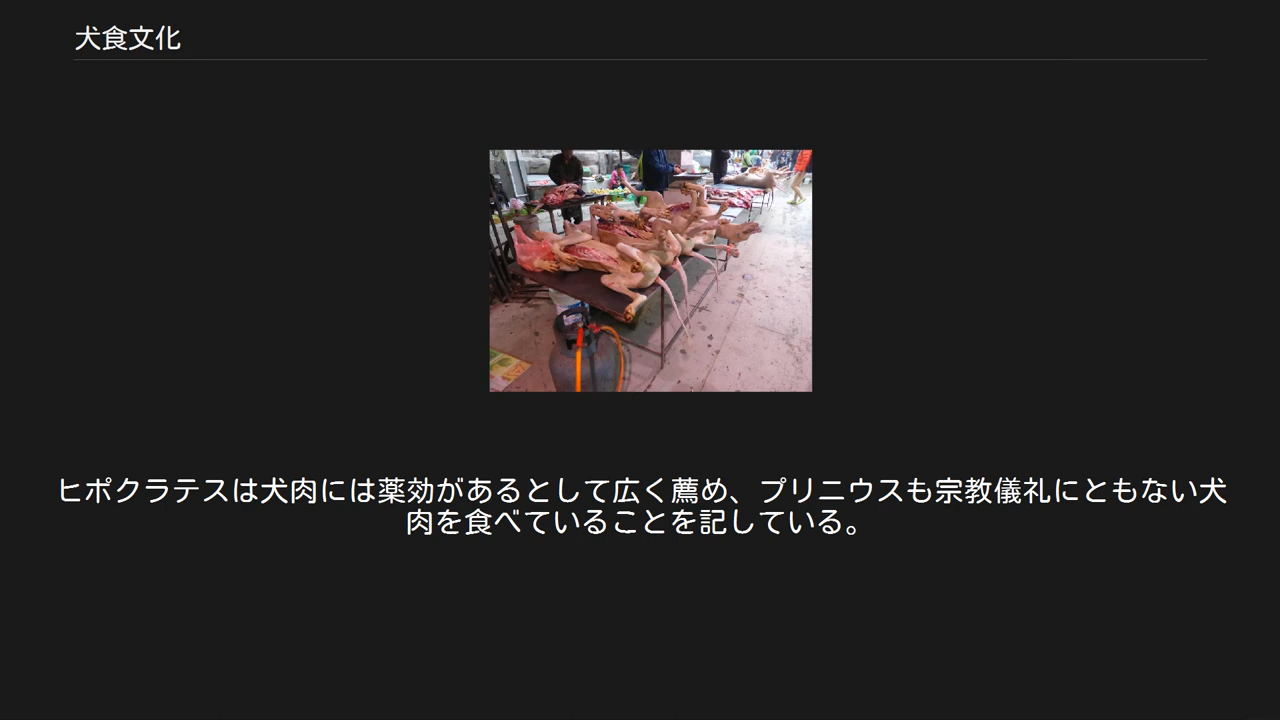 犬食文化
ヒポクラテスは犬肉には薬効があるとして広く薦め、プリニウスも宗教儀礼にともない犬
肉を食べていることを記している。